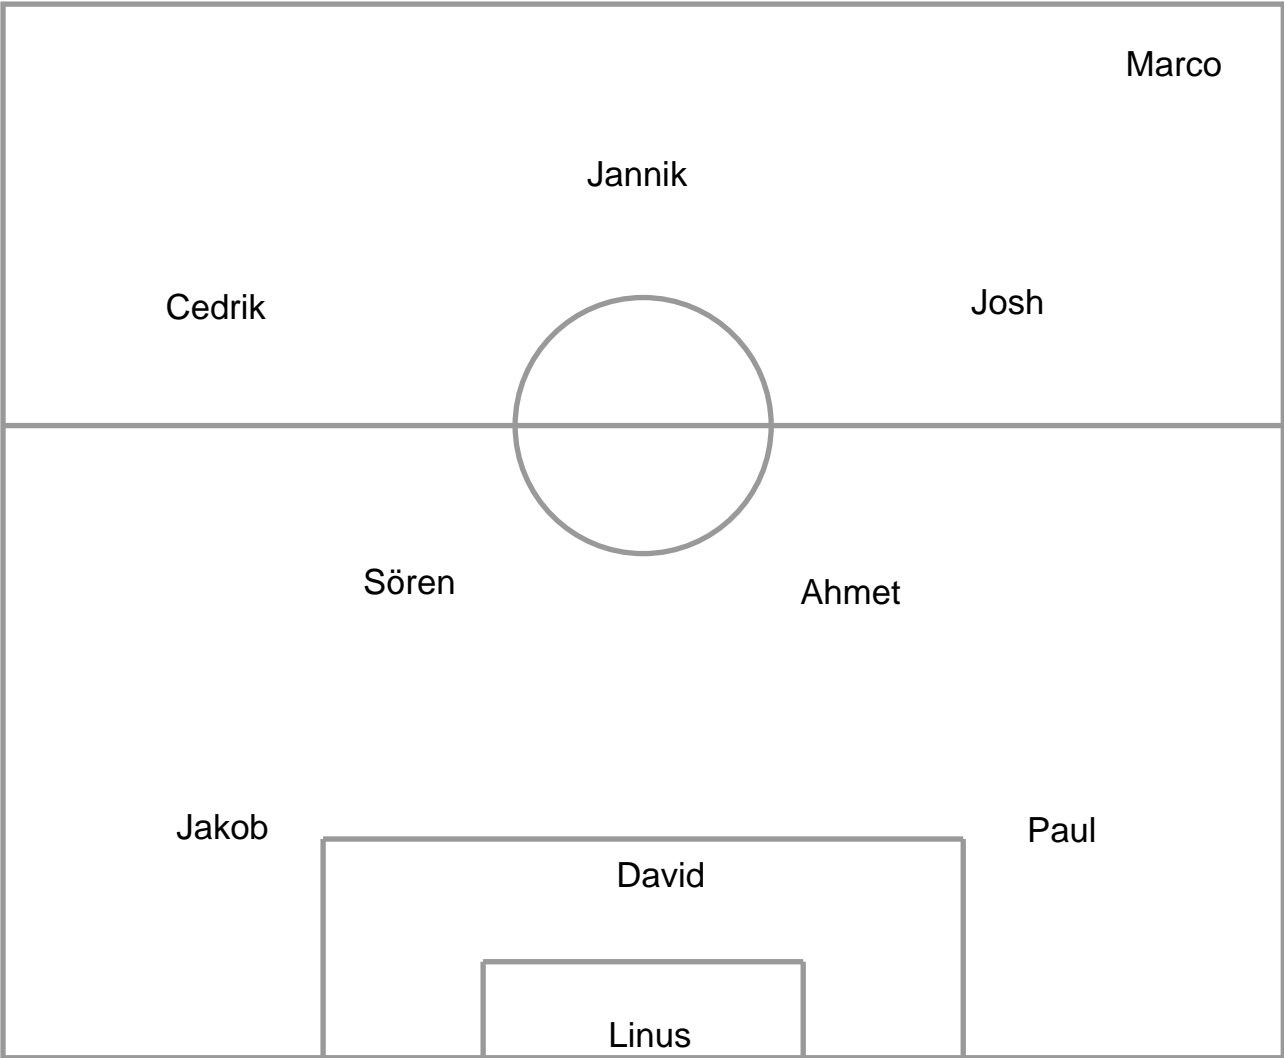 Marco
Jannik
Cedrik
Josh
Sören
Ahmet
Jakob
Paul
David
Linus